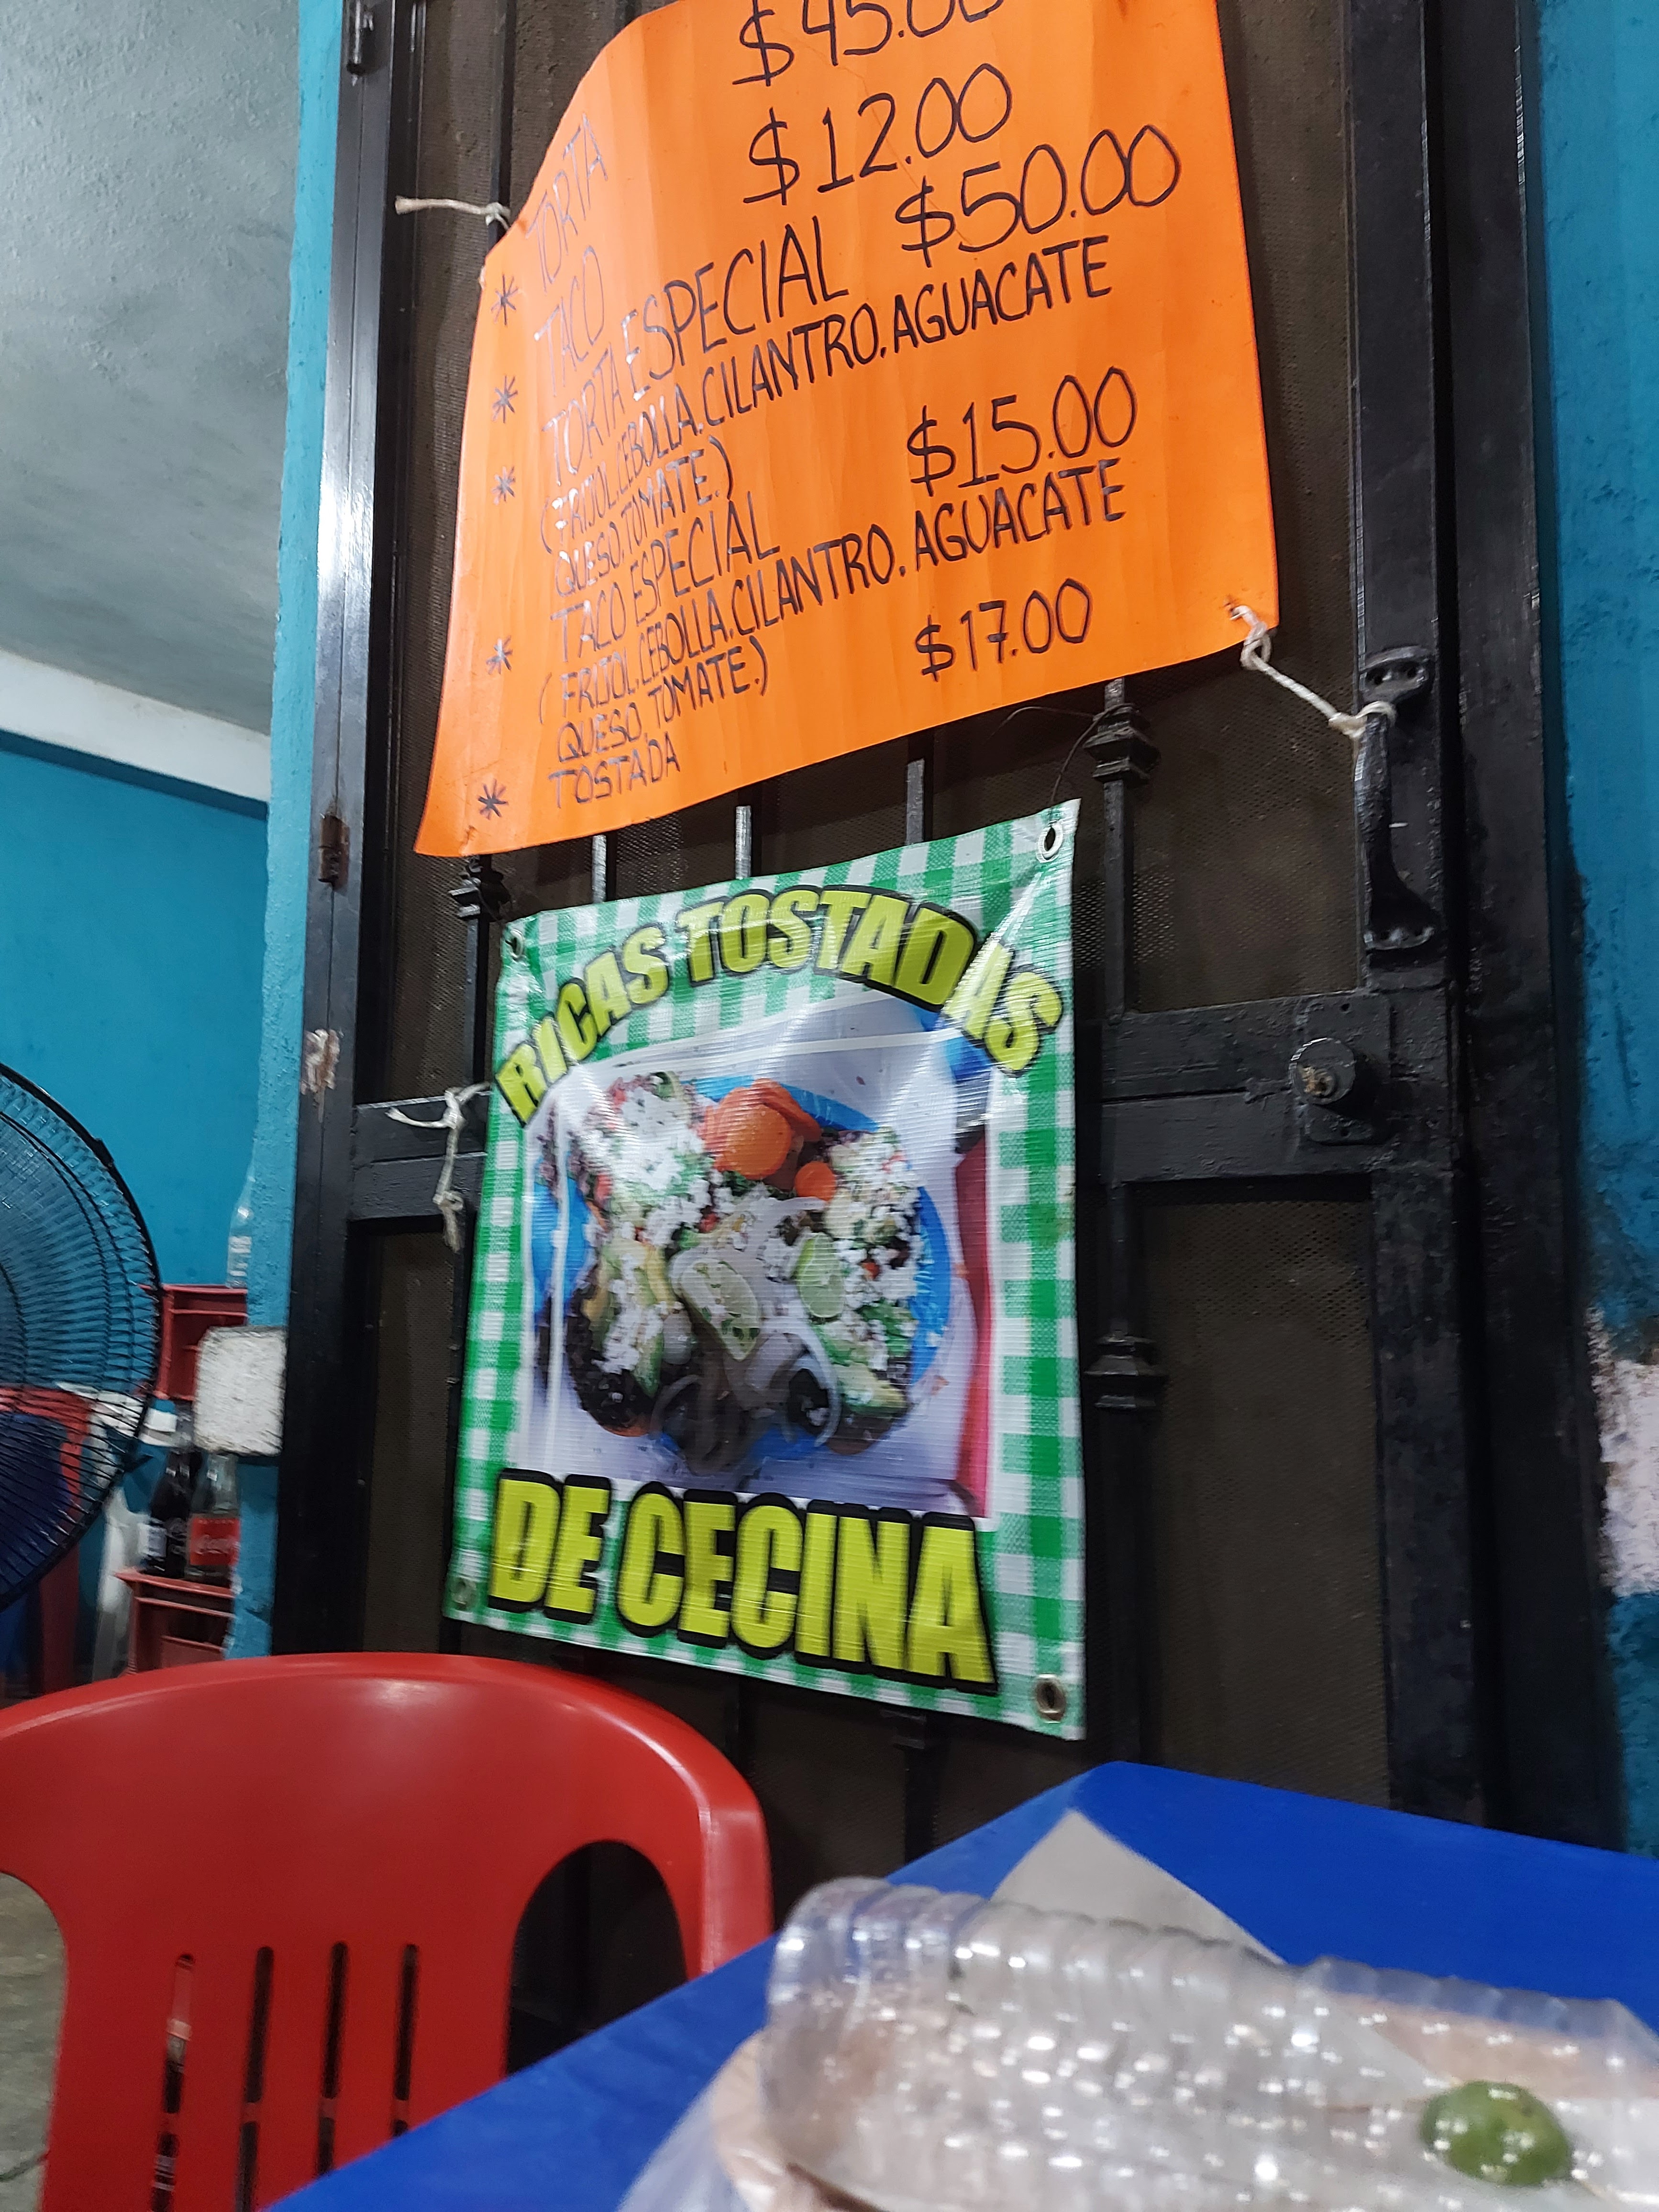 * TORTA $45.00
* TACO $12.00
* TORTA ESPECIAL $50.00
(FRIJOL.CEBOLLA.CILANTRO.AGUACATE
QUESO.TOMATE.)
* TACO ESPECIAL $15.00
(FRIJOL.CEBOLLA.CILANTRO.AGUACATE
QUESO.TOMATE.)
* TOSTADA $17.00
RICAS TOSTADAS
DE CECINA